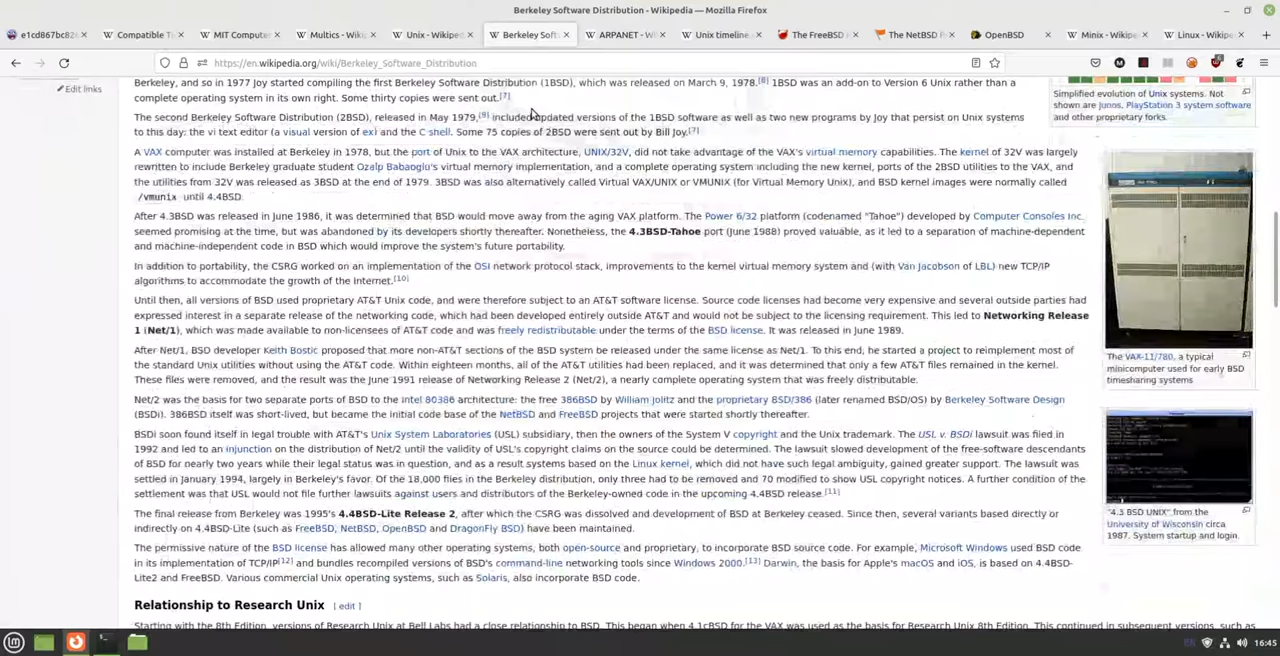 Berkeley Software Distribution - Wikipedia — Mozilla Firefox
e1cd867bc82
Compatible T
MIT Computer
Multics - Wiki
Unix - Wikipe
Berkeley Soft
ARPANET - Wi
Unix timeline
The FreeBSD
The NetBSD P
OpenBSD
Minix - Wikipe
Linux - Wikipe
https://en.wikipedia.org/wiki/Berkeley_Software_Distribution
Edit links
Berkeley, and so in 1977 Joy started compiling the first Berkeley Software Distribution (1BSD), which was released on March 9, 1978.[8] 1BSD was an add-on to Version 6 Unix rather than a
complete operating system in its own right. Some thirty copies were sent out.[7]
The second Berkeley Software Distribution (2BSD), released in May 1979,[9] included updated versions of the 1BSD software as well as two new programs by Joy that persist on Unix systems
to this day: the vi text editor (a visual version of ex) and the C shell. Some 75 copies of 2BSD were sent out by Bill Joy.[7]
A VAX computer was installed at Berkeley in 1978, but the port of Unix to the VAX architecture, UNIX/32V, did not take advantage of the VAX's virtual memory capabilities. The kernel of 32V was largely
rewritten to include Berkeley graduate student Özalp Babaoğlu's virtual memory implementation, and a complete operating system including the new kernel, ports of the 2BSD utilities to the VAX, and
the utilities from 32V was released as 3BSD at the end of 1979. 3BSD was also alternatively called Virtual VAX/UNIX or VMUNIX (for Virtual Memory Unix), and BSD kernel images were normally called
/vmunix until 4.4BSD.
After 4.3BSD was released in June 1986, it was determined that BSD would move away from the aging VAX platform. The Power 6/32 platform (codenamed "Tahoe") developed by Computer Consoles Inc.
seemed promising at the time, but was abandoned by its developers shortly thereafter. Nonetheless, the 4.3BSD-Tahoe port (June 1988) proved valuable, as it led to a separation of machine-dependent
and machine-independent code in BSD which would improve the system's future portability.
In addition to portability, the CSRG worked on an implementation of the OSI network protocol stack, improvements to the kernel virtual memory system and (with Van Jacobson of LBL) new TCP/IP
algorithms to accommodate the growth of the Internet.[10]
Until then, all versions of BSD used proprietary AT&T Unix code, and were therefore subject to an AT&T software license. Source code licenses had become very expensive and several outside parties had
expressed interest in a separate release of the networking code, which had been developed entirely outside AT&T and would not be subject to the licensing requirement. This led to Networking Release
1 (Net/1), which was made available to non-licensees of AT&T code and was freely redistributable under the terms of the BSD license. It was released in June 1989.
After Net/1, BSD developer Keith Bostic proposed that more non-AT&T sections of the BSD system be released under the same license as Net/1. To this end, he started a project to reimplement most of
the standard Unix utilities without using the AT&T code. Within eighteen months, all of the AT&T utilities had been replaced, and it was determined that only a few AT&T files remained in the kernel.
These files were removed, and the result was the June 1991 release of Networking Release 2 (Net/2), a nearly complete operating system that was freely distributable.
Net/2 was the basis for two separate ports of BSD to the Intel 80386 architecture: the free 386BSD by William Jolitz and the proprietary BSD/386 (later renamed BSD/OS) by Berkeley Software Design
(BSDi). 386BSD itself was short-lived, but became the initial code base of the NetBSD and FreeBSD projects that were started shortly thereafter.
BSDi soon found itself in legal trouble with AT&T's Unix System Laboratories (USL) subsidiary, then the owners of the System V copyright and the Unix trademark. The USL v. BSDi lawsuit was filed in
1992 and led to an injunction on the distribution of Net/2 until the validity of USL's copyright claims on the source could be determined. The lawsuit slowed development of the free-software descendants
of BSD for nearly two years while their legal status was in question, and as a result systems based on the Linux kernel, which did not have such legal ambiguity, gained greater support. The lawsuit was
settled in January 1994, largely in Berkeley's favor. Of the 18,000 files in the Berkeley distribution, only three had to be removed and 70 modified to show USL copyright notices. A further condition of the
settlement was that USL would not file further lawsuits against users and distributors of the Berkeley-owned code in the upcoming 4.4BSD release.[11]
The final release from Berkeley was 1995's 4.4BSD-Lite Release 2, after which the CSRG was dissolved and development of BSD at Berkeley ceased. Since then, several variants based directly or
indirectly on 4.4BSD-Lite (such as FreeBSD, NetBSD, OpenBSD and DragonFly BSD) have been maintained.
The permissive nature of the BSD license has allowed many other operating systems, both open-source and proprietary, to incorporate BSD source code. For example, Microsoft Windows used BSD code
in its implementation of TCP/IP[12] and bundles recompiled versions of BSD's command-line networking tools since Windows 2000.[13] Darwin, the basis for Apple's macOS and iOS, is based on 4.4BSD-
Lite2 and FreeBSD. Various commercial Unix operating systems, such as Solaris, also incorporate BSD code.
Relationship to Research Unix [ edit ]
Starting with the 8th Edition, versions of Research Unix at Bell Labs had a close relationship to BSD. This began when 4.1cBSD for the VAX was used as the basis for Research Unix 8th Edition. This continued in subsequent versions, such as
Simplified evolution of Unix systems. Not
shown are Junos, PlayStation 3 system software
and other proprietary forks.
The VAX-11/780, a typical
minicomputer used for early BSD
timesharing systems
"4.3 BSD UNIX" from the
University of Wisconsin circa
1987. System startup and login.
16:45